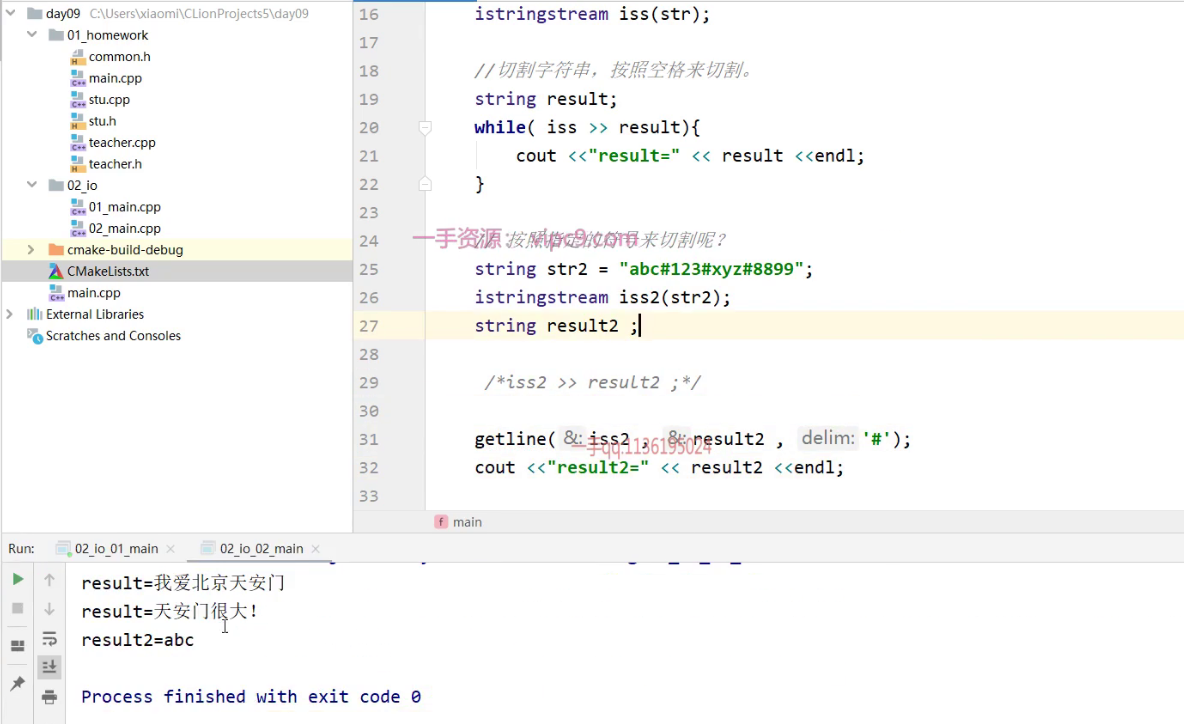 day09 C:\Users\xiaomi\CLionProjects5\day09
01_homework
common.h
main.cpp
stu.cpp
stu.h
teacher.cpp
teacher.h
02_io
01_main.cpp
02_main.cpp
cmake-build-debug
CMakeLists.txt
main.cpp
External Libraries
Scratches and Consoles
16 istringstream iss(str);
17
18 //切割字符串，按照空格来切割。
19 string result;
20 while( iss >> result){
21 cout <<"result=" << result <<endl;
22 }
23
24 // 按照指定的符号来切割呢？
一手资源：
25 string str2 = "abc#123#xyz#8899";
26 istringstream iss2(str2);
27 string result2 ;
28
29 /*iss2 >> result2 ;*/
30
31 getline( &: iss2 , &: result2 , delim: '#');
一手qq:1136195024
32 cout <<"result2=" << result2 <<endl;
33
f main
Run: 02_io_01_main × 02_io_02_main ×
result=我爱北京天安门
result=天安门很大!
result2=abc
Process finished with exit code 0